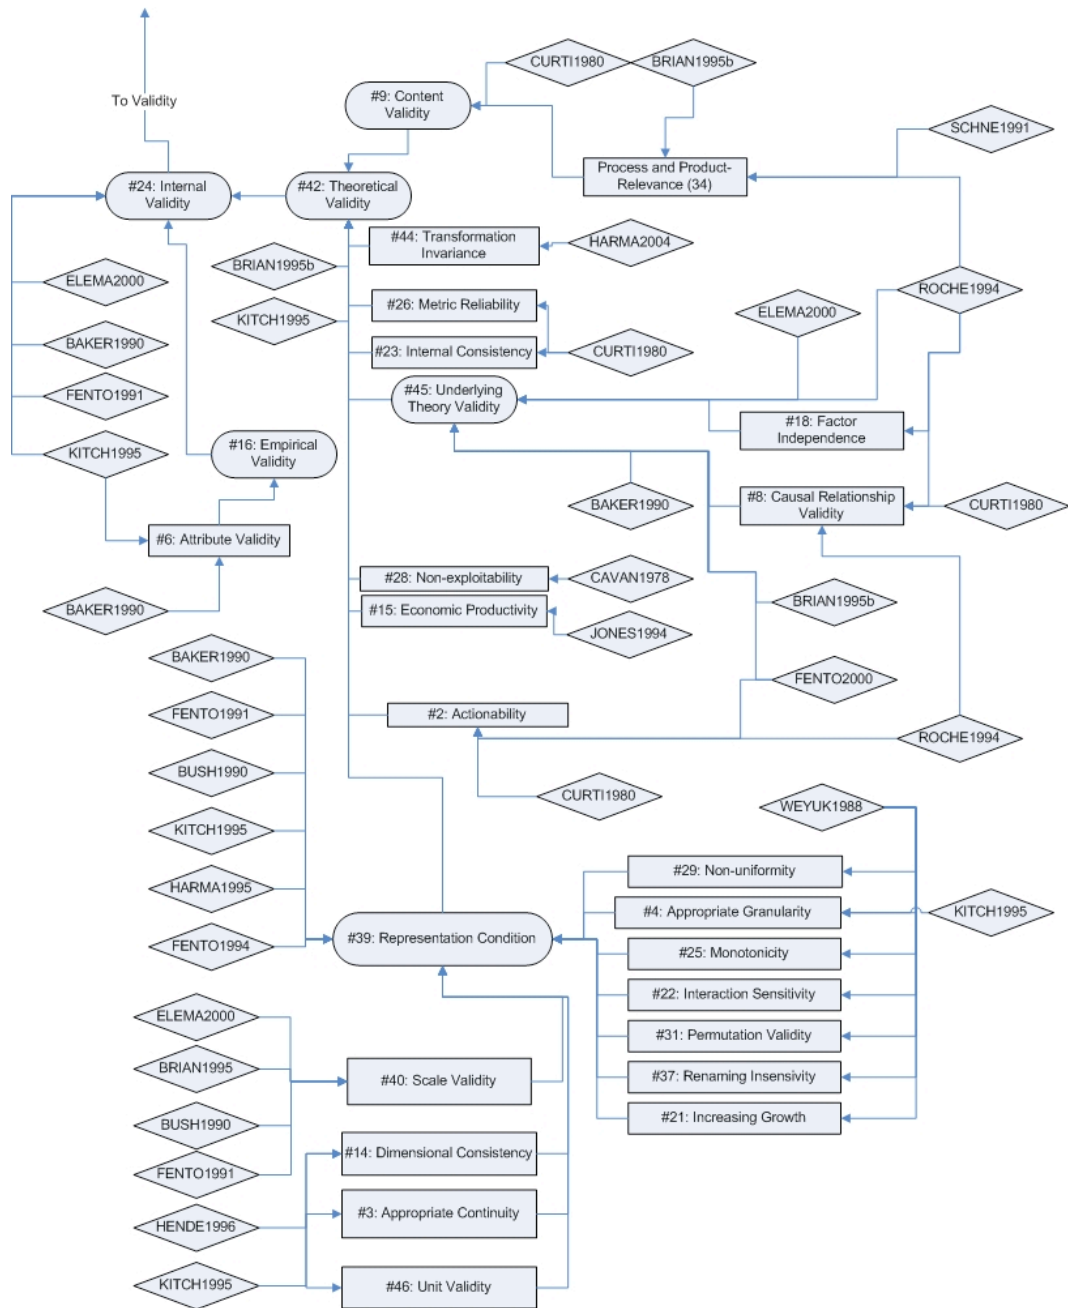 CURTI1980
BRIAN1995b
To Validity
#9: Content
Validity
SCHNE1991
Process and Product-
Relevance (34)
#24: Internal
Validity
#42: Theoretical
Validity
#44: Transformation
Invariance
HARMA2004
BRIAN1995b
ELEMA2000
ROCHE1994
#26: Metric Reliability
ELEMA2000
KITCH1995
BAKER1990
#23: Internal Consistency
CURTI1980
FENTO1991
#45: Underlying
Theory Validity
#18: Factor
Independence
KITCH1995
#16: Empirical
Validity
BAKER1990
#8: Causal Relationship
Validity
CURTI1980
#6: Attribute Validity
#28: Non-exploitability
CAVAN1978
BAKER1990
#15: Economic Productivity
BRIAN1995b
JONES1994
BAKER1990
FENTO2000
FENTO1991
#2: Actionability
ROCHE1994
BUSH1990
CURTI1980
WEYUK1988
KITCH1995
#29: Non-uniformity
HARMA1995
#4: Appropriate Granularity
KITCH1995
FENTO1994
#39: Representation Condition
#25: Monotonicity
#22: Interaction Sensitivity
ELEMA2000
#31: Permutation Validity
BRIAN1995
#40: Scale Validity
#37: Renaming Insensivity
BUSH1990
#21: Increasing Growth
#14: Dimensional Consistency
FENTO1991
HENDE1996
#3: Appropriate Continuity
KITCH1995
#46: Unit Validity